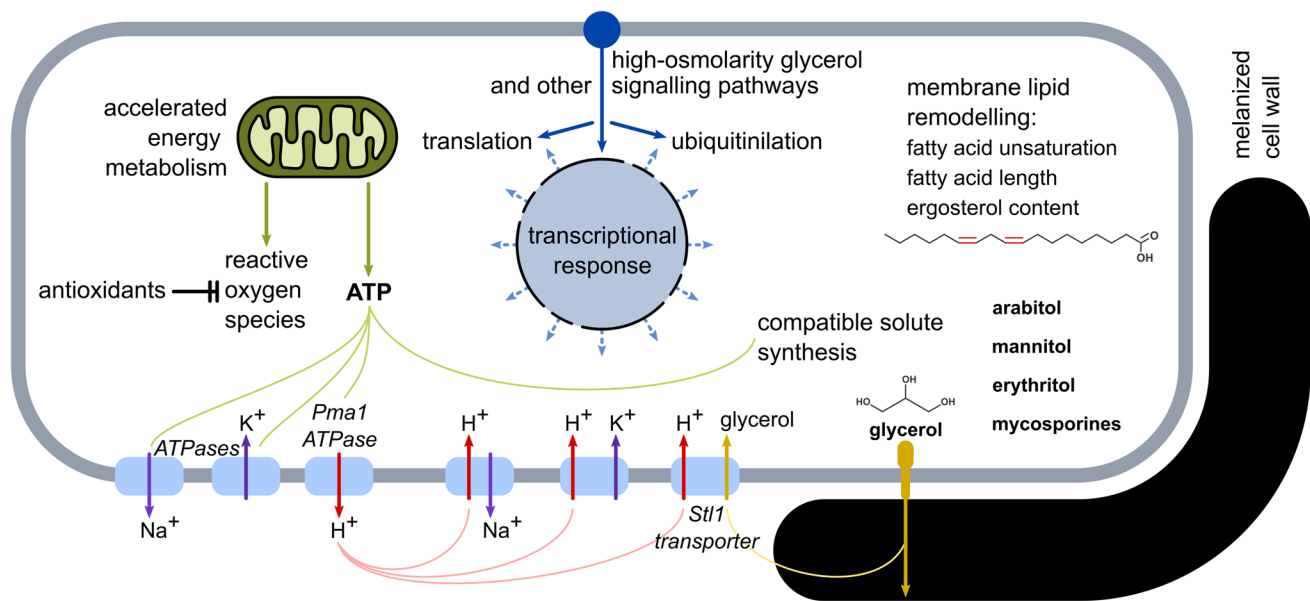 accelerated
energy
metabolism
high-osmolarity glycerol
and other signalling pathways
translation
ubiquitinilation
transcriptional
response
membrane lipid
remodelling:
fatty acid unsaturation
fatty acid length
ergosterol content
O
OH
melanized
cell wall
antioxidants
reactive
oxygen
species
ATP
compatible solute
synthesis
arabitol
mannitol
erythritol
mycosporines
OH
HO
OH
glycerol
ATPases
K+
Pma1
ATPase
H+
H+
K+
H+
glycerol
Na+
H+
Na+
Stl1
transporter